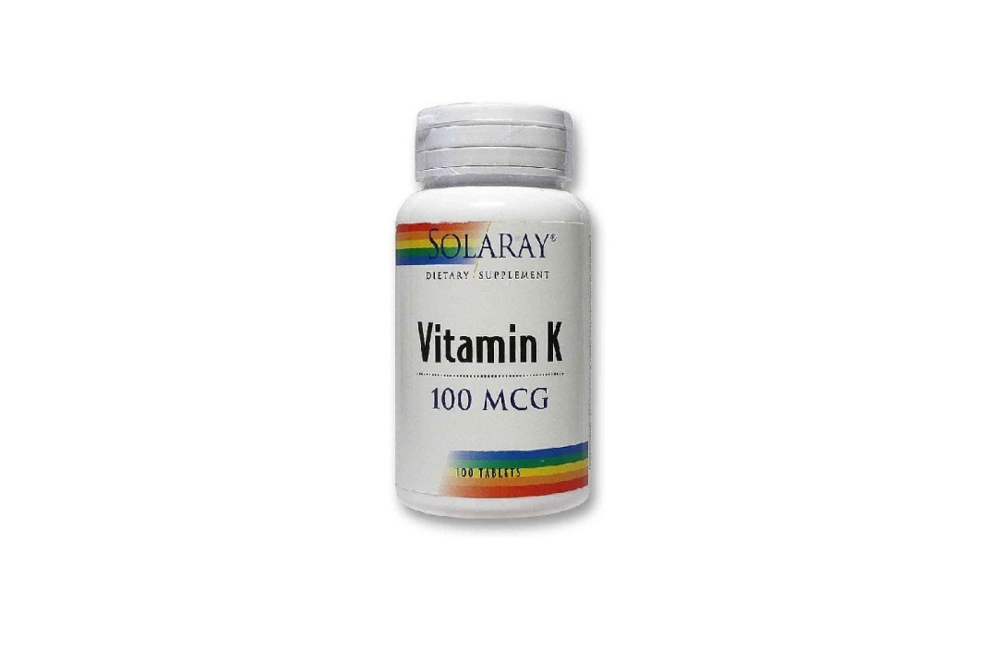 SOLARAY®
DIETARY SUPPLEMENT
Vitamin K
100 MCG
100 TABLETS